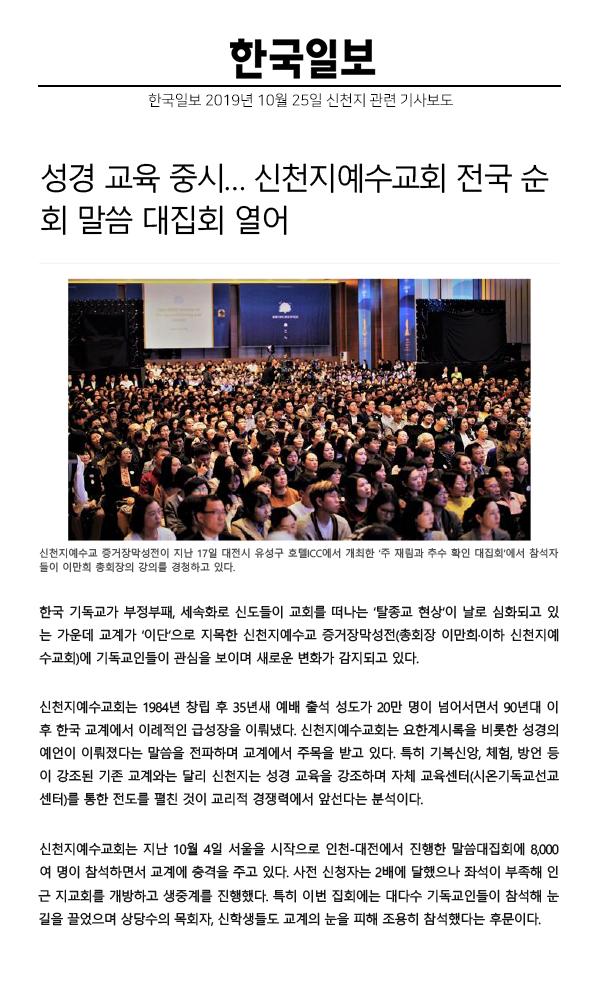 한국일보
한국일보 2019년 10월 25일 신천지 관련 기사보도
성경 교육 중시... 신천지예수교회 전국 순
회 말씀 대집회 열어
신천지예수교 증거장막성전이 지난 17일 대전시 유성구 호텔ICC에서 개최한 '주 재림과 추수 확인 대집회'에서 참석자
들이 이만희 총회장의 강의를 경청하고 있다.
한국 기독교가 부정부패, 세속화로 신도들이 교회를 떠나는 '탈종교 현상'이 날로 심화되고 있
는 가운데 교계가 '이단'으로 지목한 신천지예수교 증거장막성전(총회장 이만희·이하 신천지예
수교회)에 기독교인들이 관심을 보이며 새로운 변화가 감지되고 있다.
신천지예수교회는 1984년 창립 후 35년새 예배 출석 성도가 20만 명이 넘어서면서 90년대 이
후 한국 교계에서 이례적인 급성장을 이뤄냈다. 신천지예수교회는 요한계시록을 비롯한 성경의
예언이 이뤄졌다는 말씀을 전파하며 교계에서 주목을 받고 있다. 특히 기복신앙, 체험, 방언 등
이 강조된 기존 교계와는 달리 신천지는 성경 교육을 강조하며 자체 교육센터(시온기독교선교
센터)를 통한 전도를 펼친 것이 교리적 경쟁력에서 앞선다는 분석이다.
신천지예수교회는 지난 10월 4일 서울을 시작으로 인천-대전에서 진행한 말씀대집회에 8,000
여 명이 참석하면서 교계에 충격을 주고 있다. 사전 신청자는 2배에 달했으나 좌석이 부족해 인
근 지교회를 개방하고 생중계를 진행했다. 특히 이번 집회에는 대다수 기독교인들이 참석해 눈
길을 끌었으며 상당수의 목회자, 신학생들도 교계의 눈을 피해 조용히 참석했다는 후문이다.